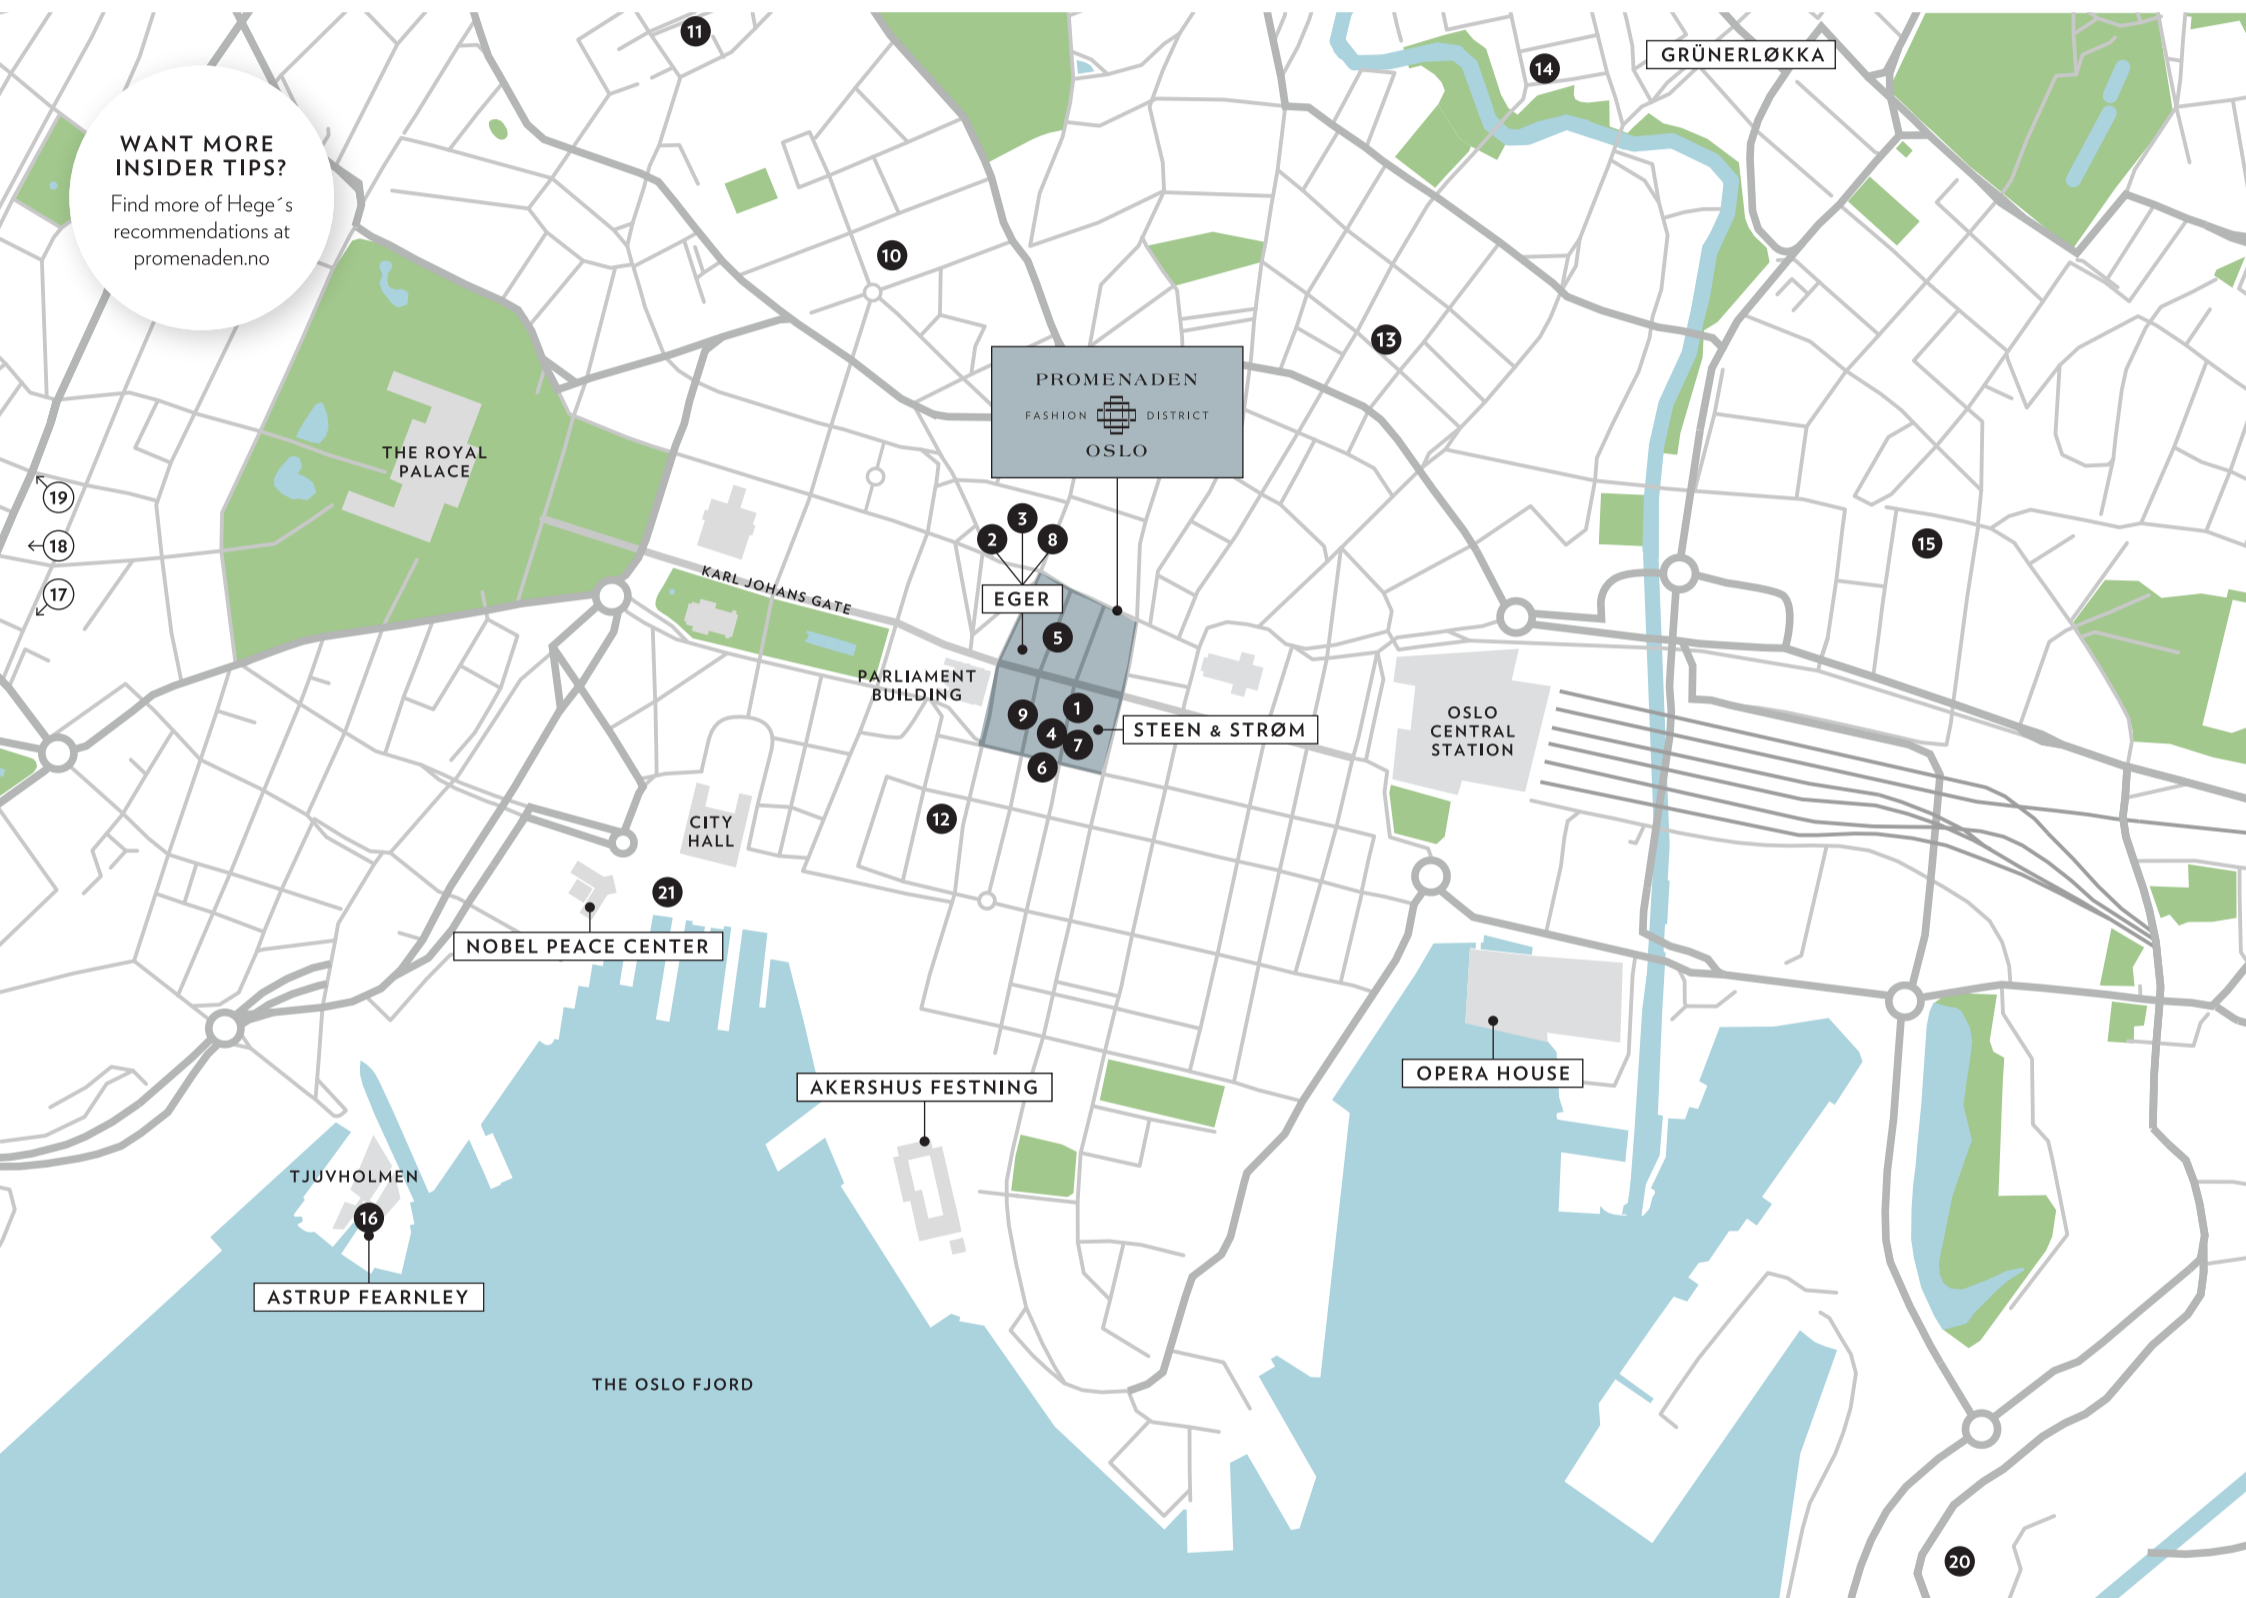 11
14
GRÜNERLØKKA
WANT MORE
INSIDER TIPS?
Find more of Hege´s
recommendations at
promenaden.no
10
13
PROMENADEN
FASHION DISTRICT
OSLO
THE ROYAL
PALACE
19
18
17
3
2
8
EGER
15
KARL JOHANS GATE
5
PARLIAMENT
BUILDING
9
1
4
7
6
STEEN & STRØM
OSLO
CENTRAL
STATION
12
CITY
HALL
21
NOBEL PEACE CENTER
OPERA HOUSE
AKERSHUS FESTNING
TJUVHOLMEN
16
ASTRUP FEARNLEY
THE OSLO FJORD
20